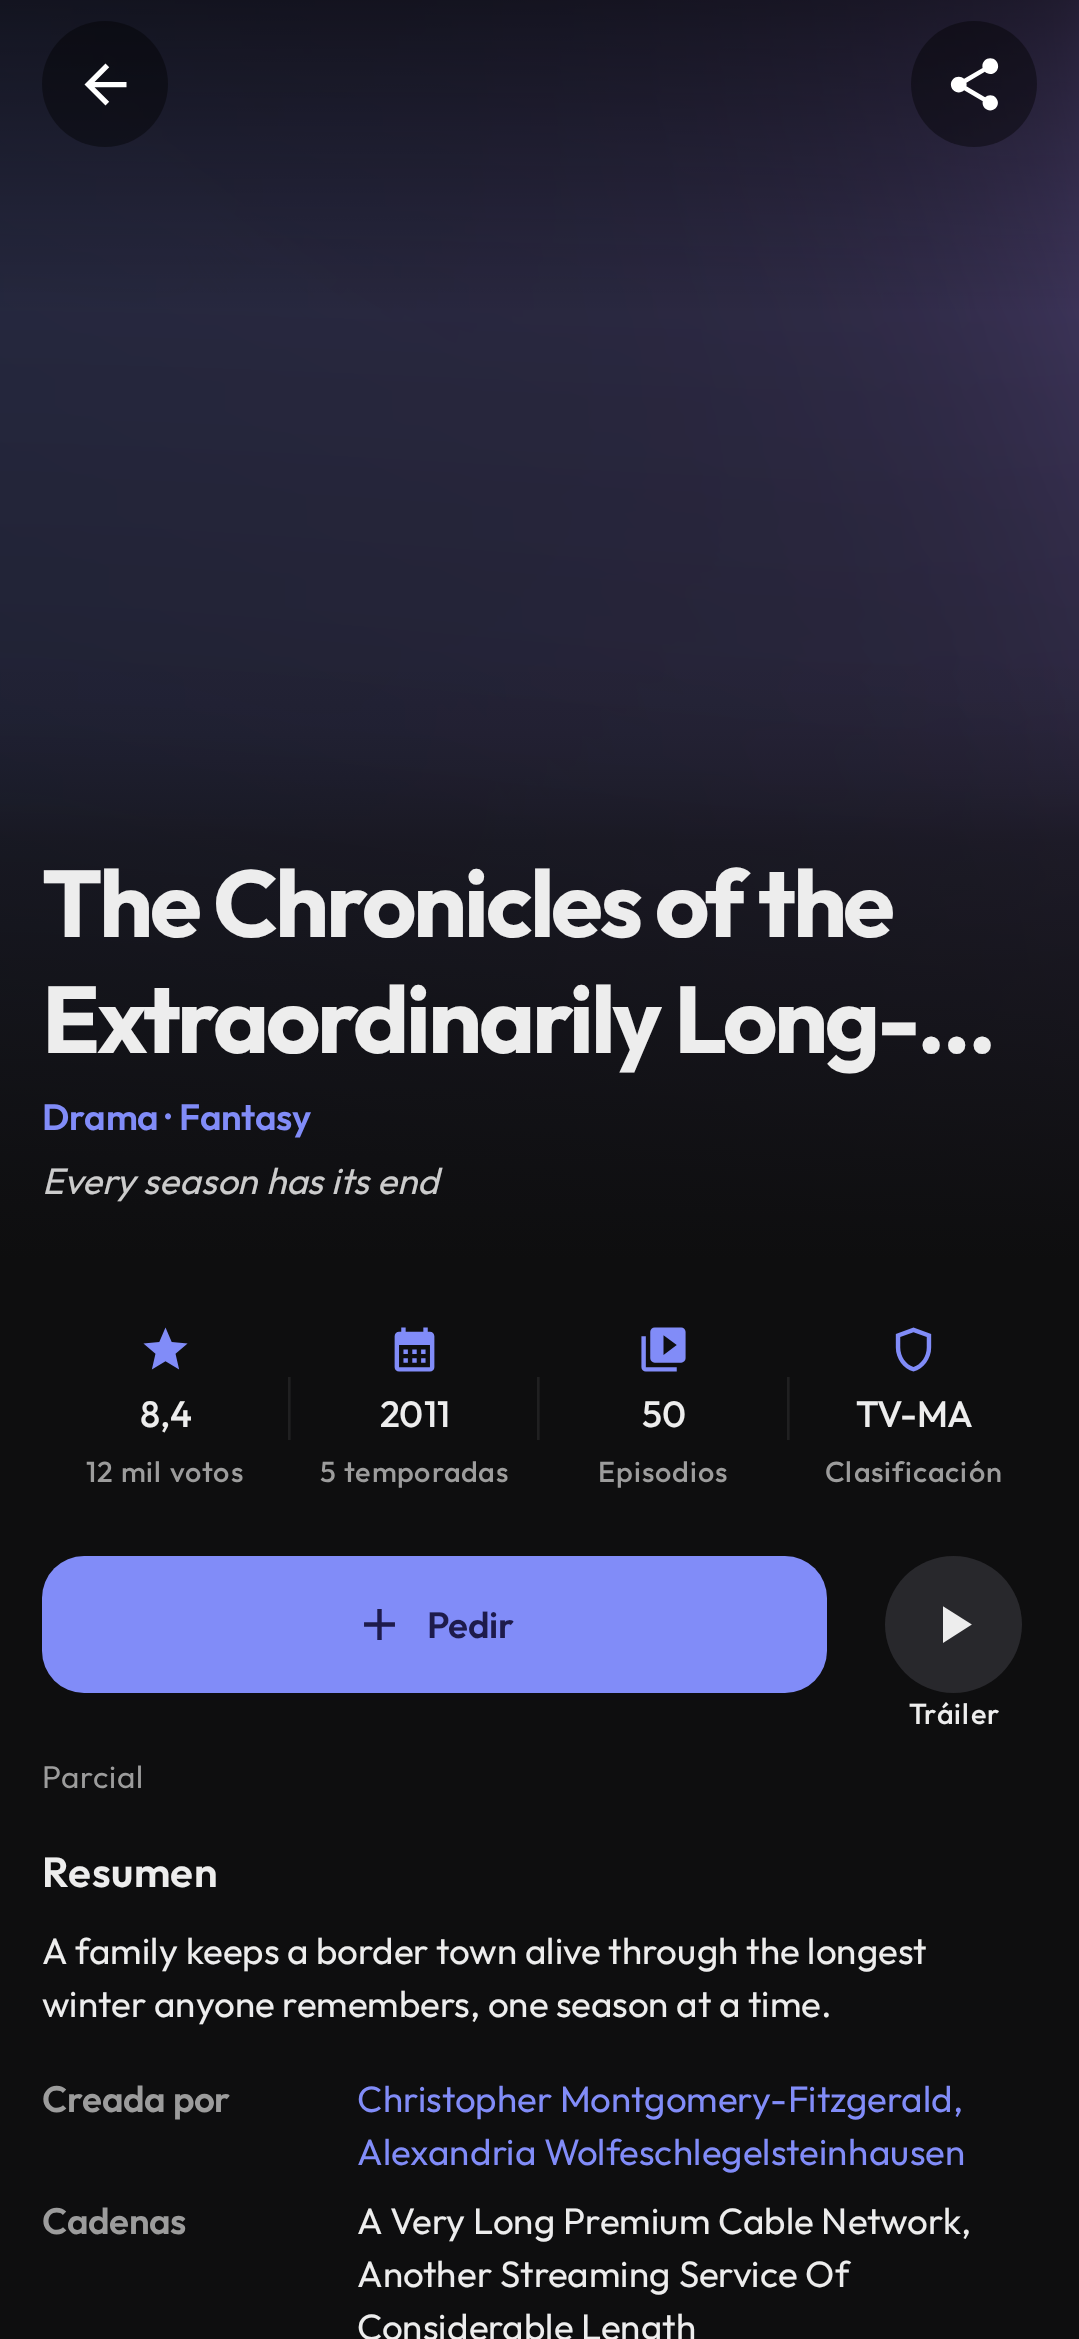 The Chronicles of the
Extraordinarily Long-...
Drama · Fantasy
Every season has its end
8,4
2011
50
TV-MA
12 mil votos
5 temporadas
Episodios
Clasificación
Pedir
Tráiler
Parcial
Resumen
A family keeps a border town alive through the longest
winter anyone remembers, one season at a time.
Creada por
Christopher Montgomery-Fitzgerald,
Alexandria Wolfeschlegelsteinhausen
Cadenas
A Very Long Premium Cable Network,
Another Streaming Service Of
Considerable Length